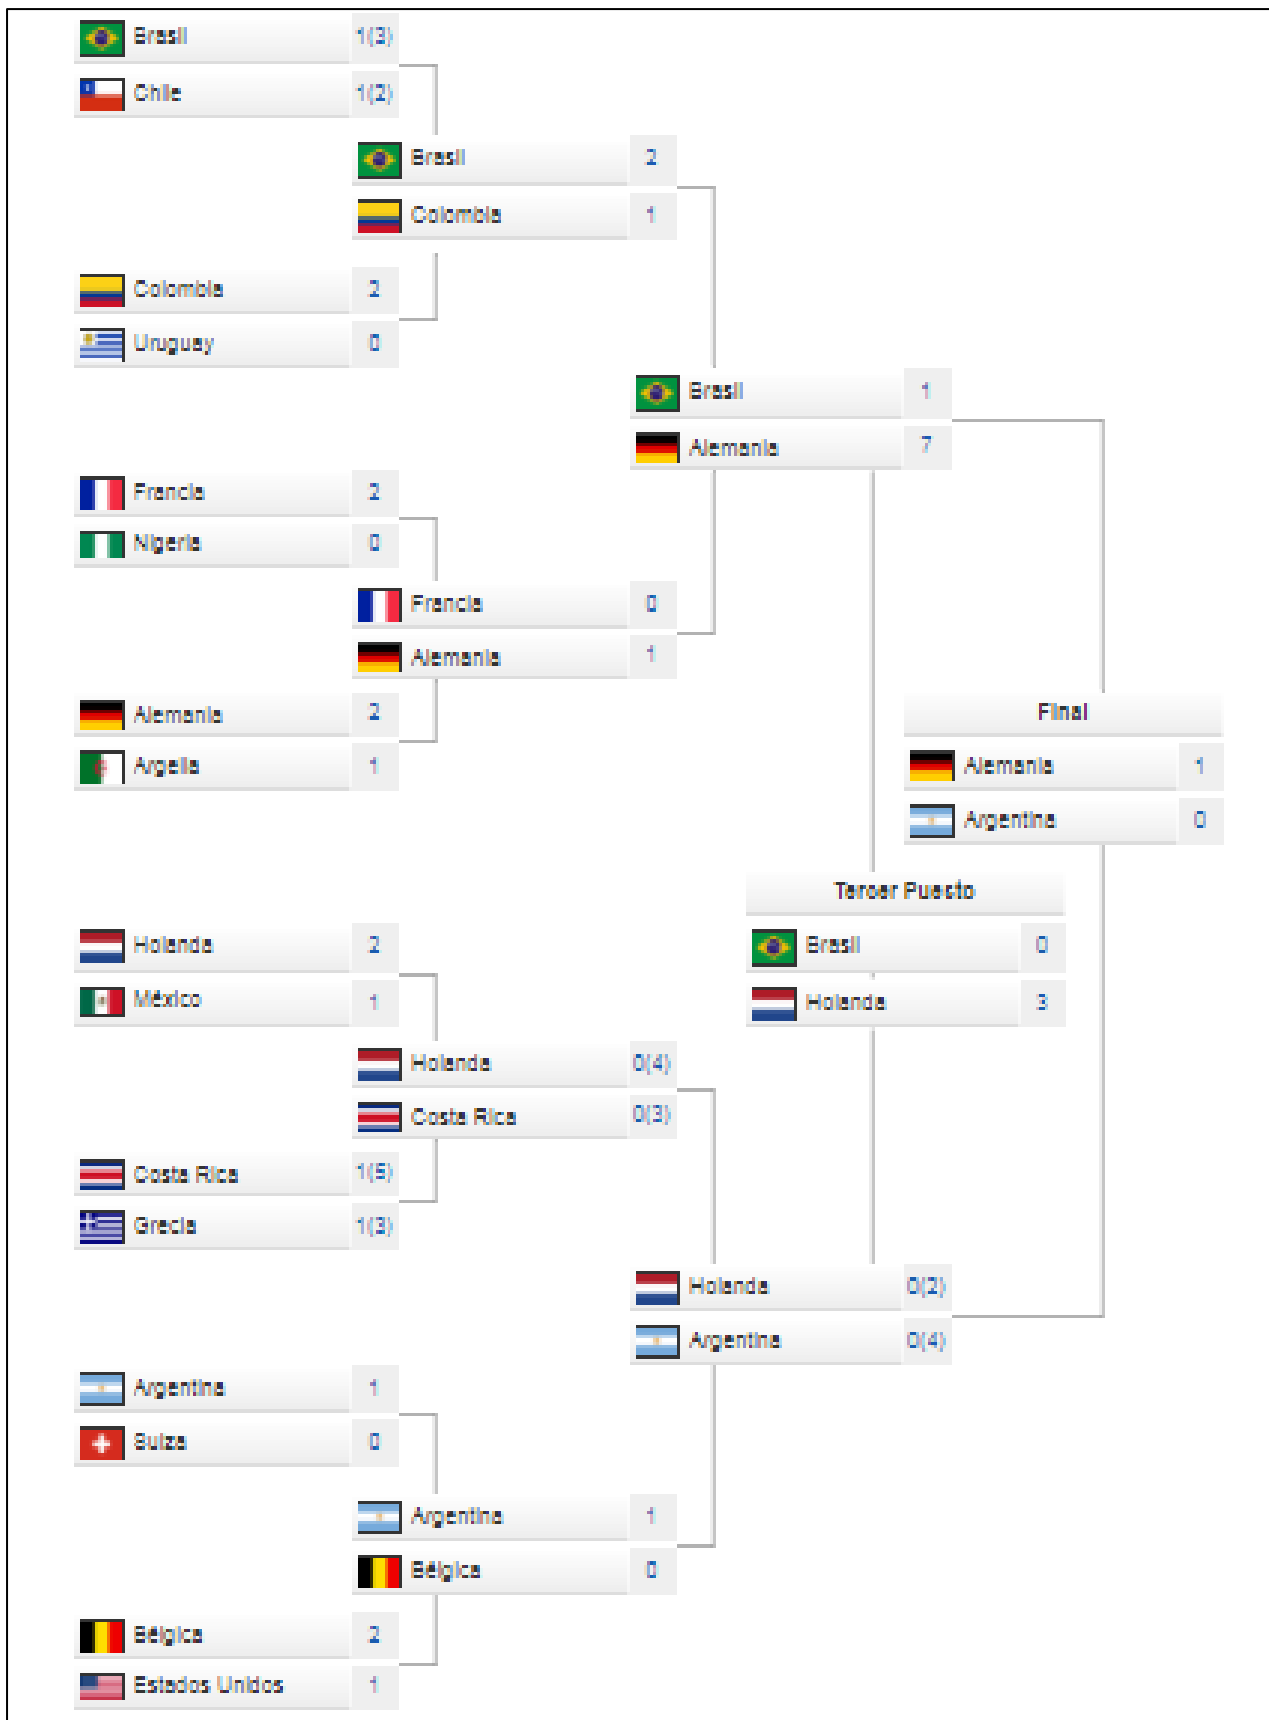 Brasil 1(3)
Chile 1(2)
Brasil 2
Colombia 1
Colombia 2
Uruguay 0
Brasil 1
Alemania 7
Francia 2
Nigeria 0
Francia 0
Alemania 1
Alemania 2
Argelia 1
Final
Alemania 1
Argentina 0
Tercer Puesto
Brasil 0
Holanda 3
Holanda 2
México 1
Holanda 0(4)
Costa Rica 0(3)
Costa Rica 1(5)
Grecia 1(3)
Holanda 0(2)
Argentina 0(4)
Argentina 1
Suiza 0
Argentina 1
Bélgica 0
Bélgica 2
Estados Unidos 1